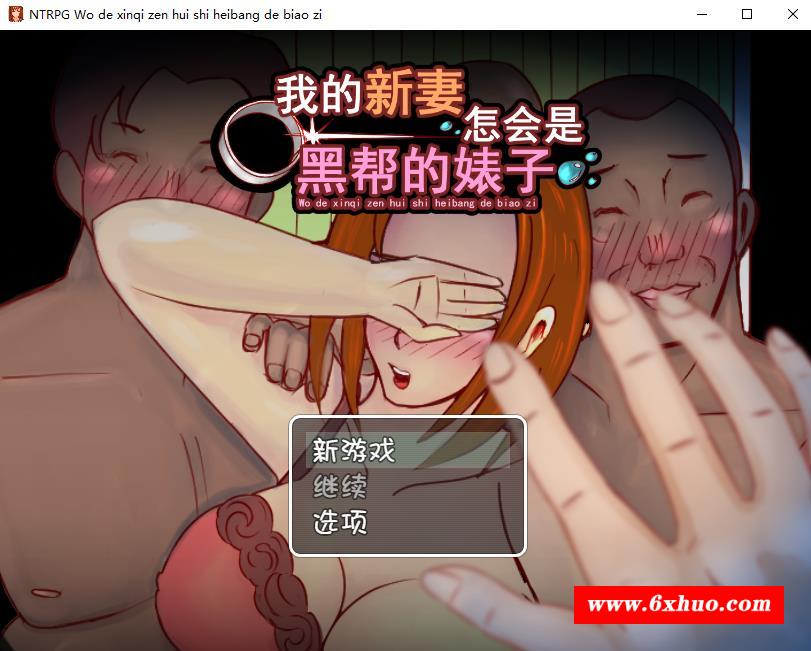 NTRPG Wo de xinqi zen hui shi heibang de biao zi
我的新妻
怎会是
黑帮的婊子
Wo de xinqi zen hui shi heibang de biao zi
新游戏
继续
选项
www.6xhuo.com